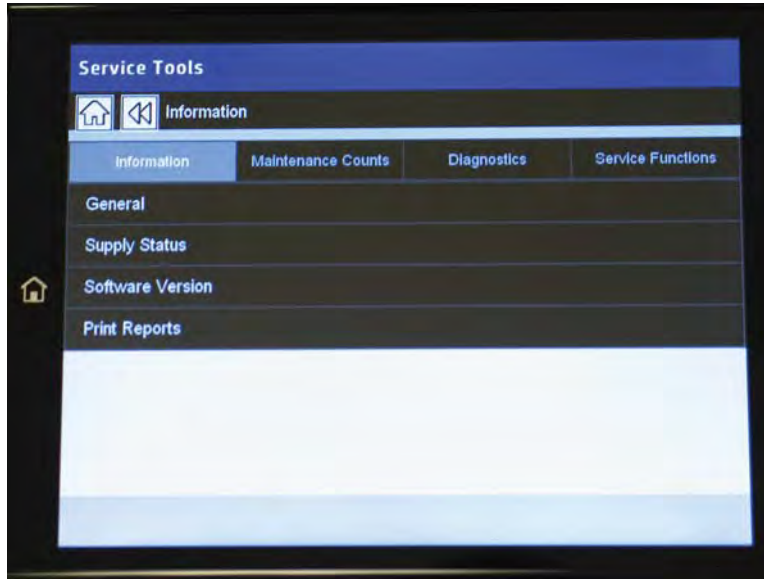 Service Tools
Information
Information Maintenance Counts Diagnostics Service Functions
General
Supply Status
Software Version
Print Reports